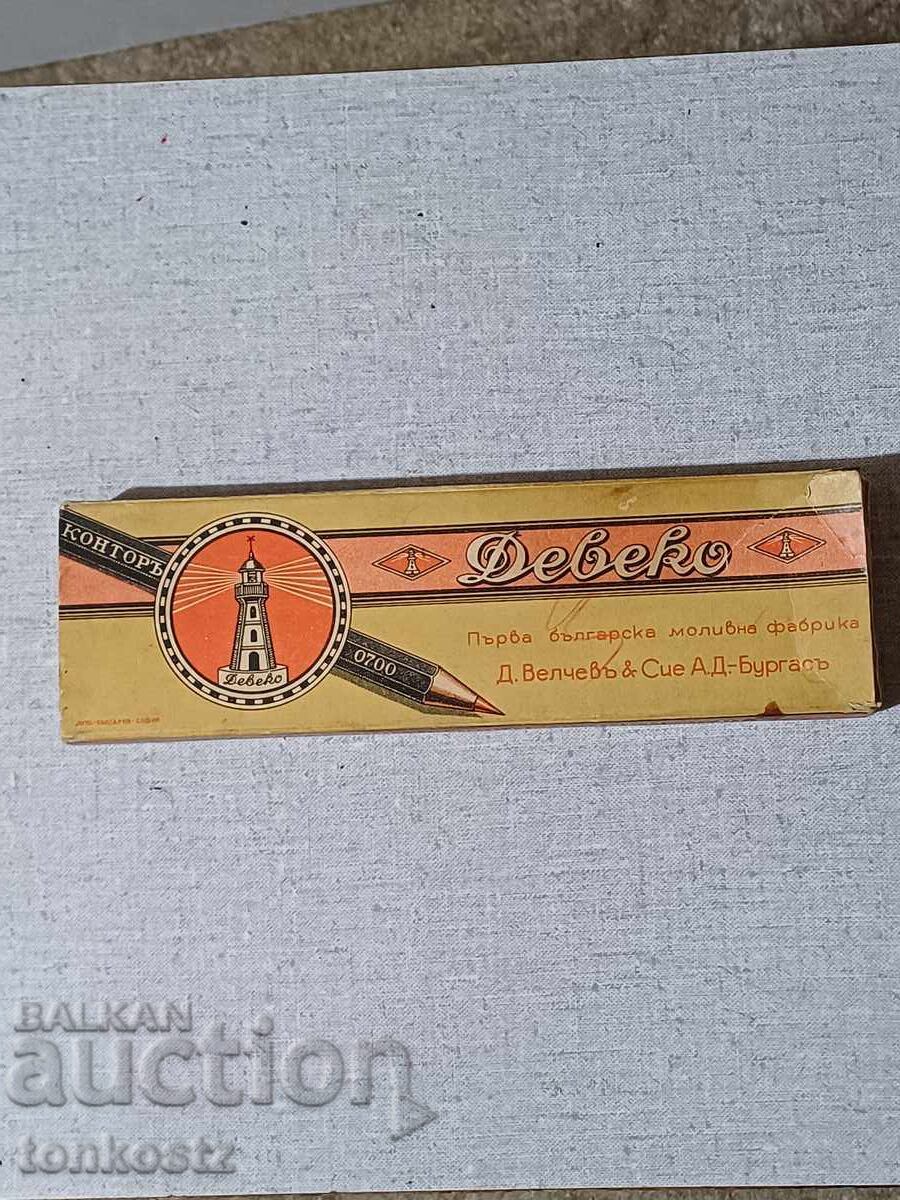 КОНТОРЪ
Девеко
0700
Девеко
Първа българска моливна фабрика
Д. Велчевъ & Сие А.Д-Бургасъ
BALKAN
auction
tonkostz